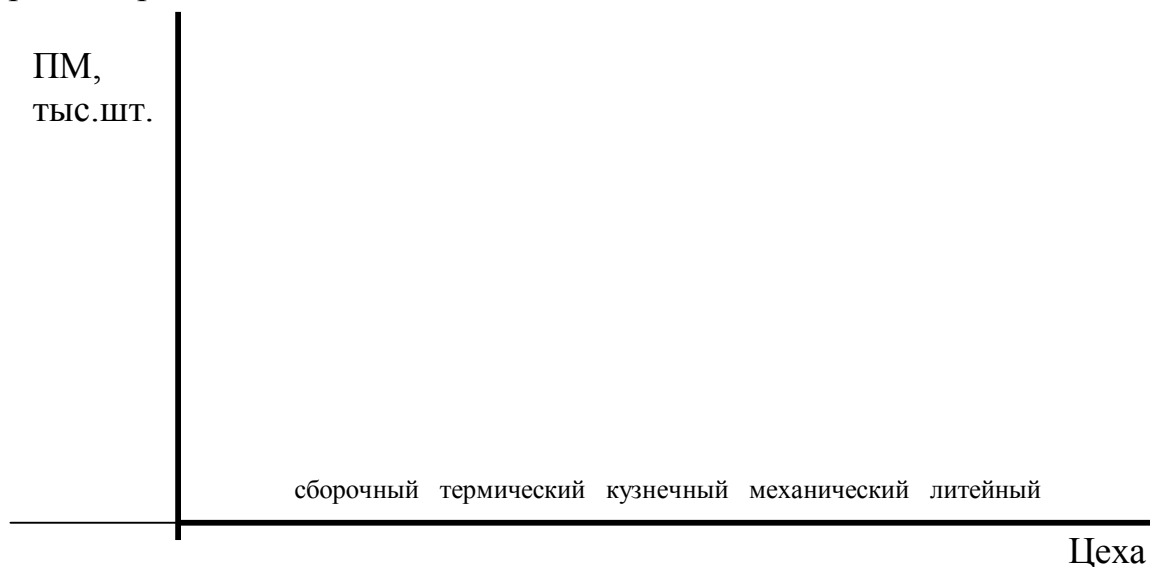 ПМ,
тыс.шт.
сборочный термический кузнечный механический литейный
Цеха